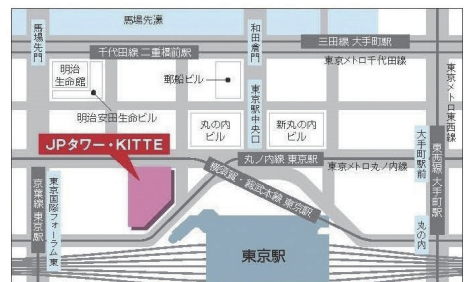 馬場先濠
馬場先門
和田倉門
三田線 大手町駅
千代田線 二重橋前駅
東京メトロ千代田線
明治
生命館
郵船ビル
東京メトロ東西線
明治安田生命ビル
東京駅中央口
丸の内
ビル
新丸の内
ビル
JPタワー・KITTE
丸ノ内線 東京駅
東京メトロ丸ノ内線
大手町駅前
東西線 大手町駅
横須賀・総武本線 東京駅
京葉線 東京駅
東京国際フォーラム東
丸の内
東京駅